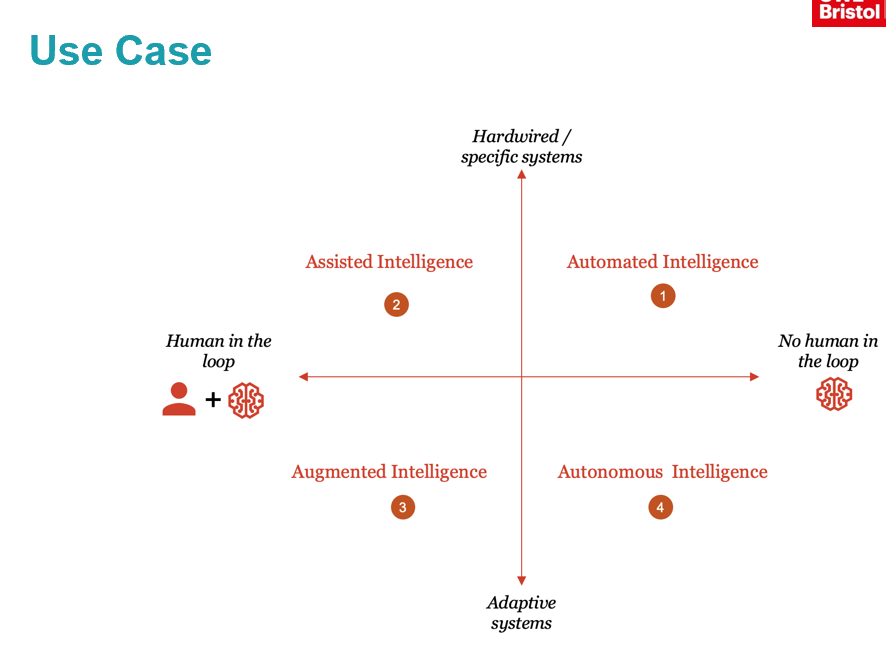 Bristol
Use Case
Hardwired /
specific systems
Assisted Intelligence
Automated Intelligence
2
1
Human in the
loop
No human in
the loop
+
Augmented Intelligence
Autonomous Intelligence
3
4
Adaptive
systems